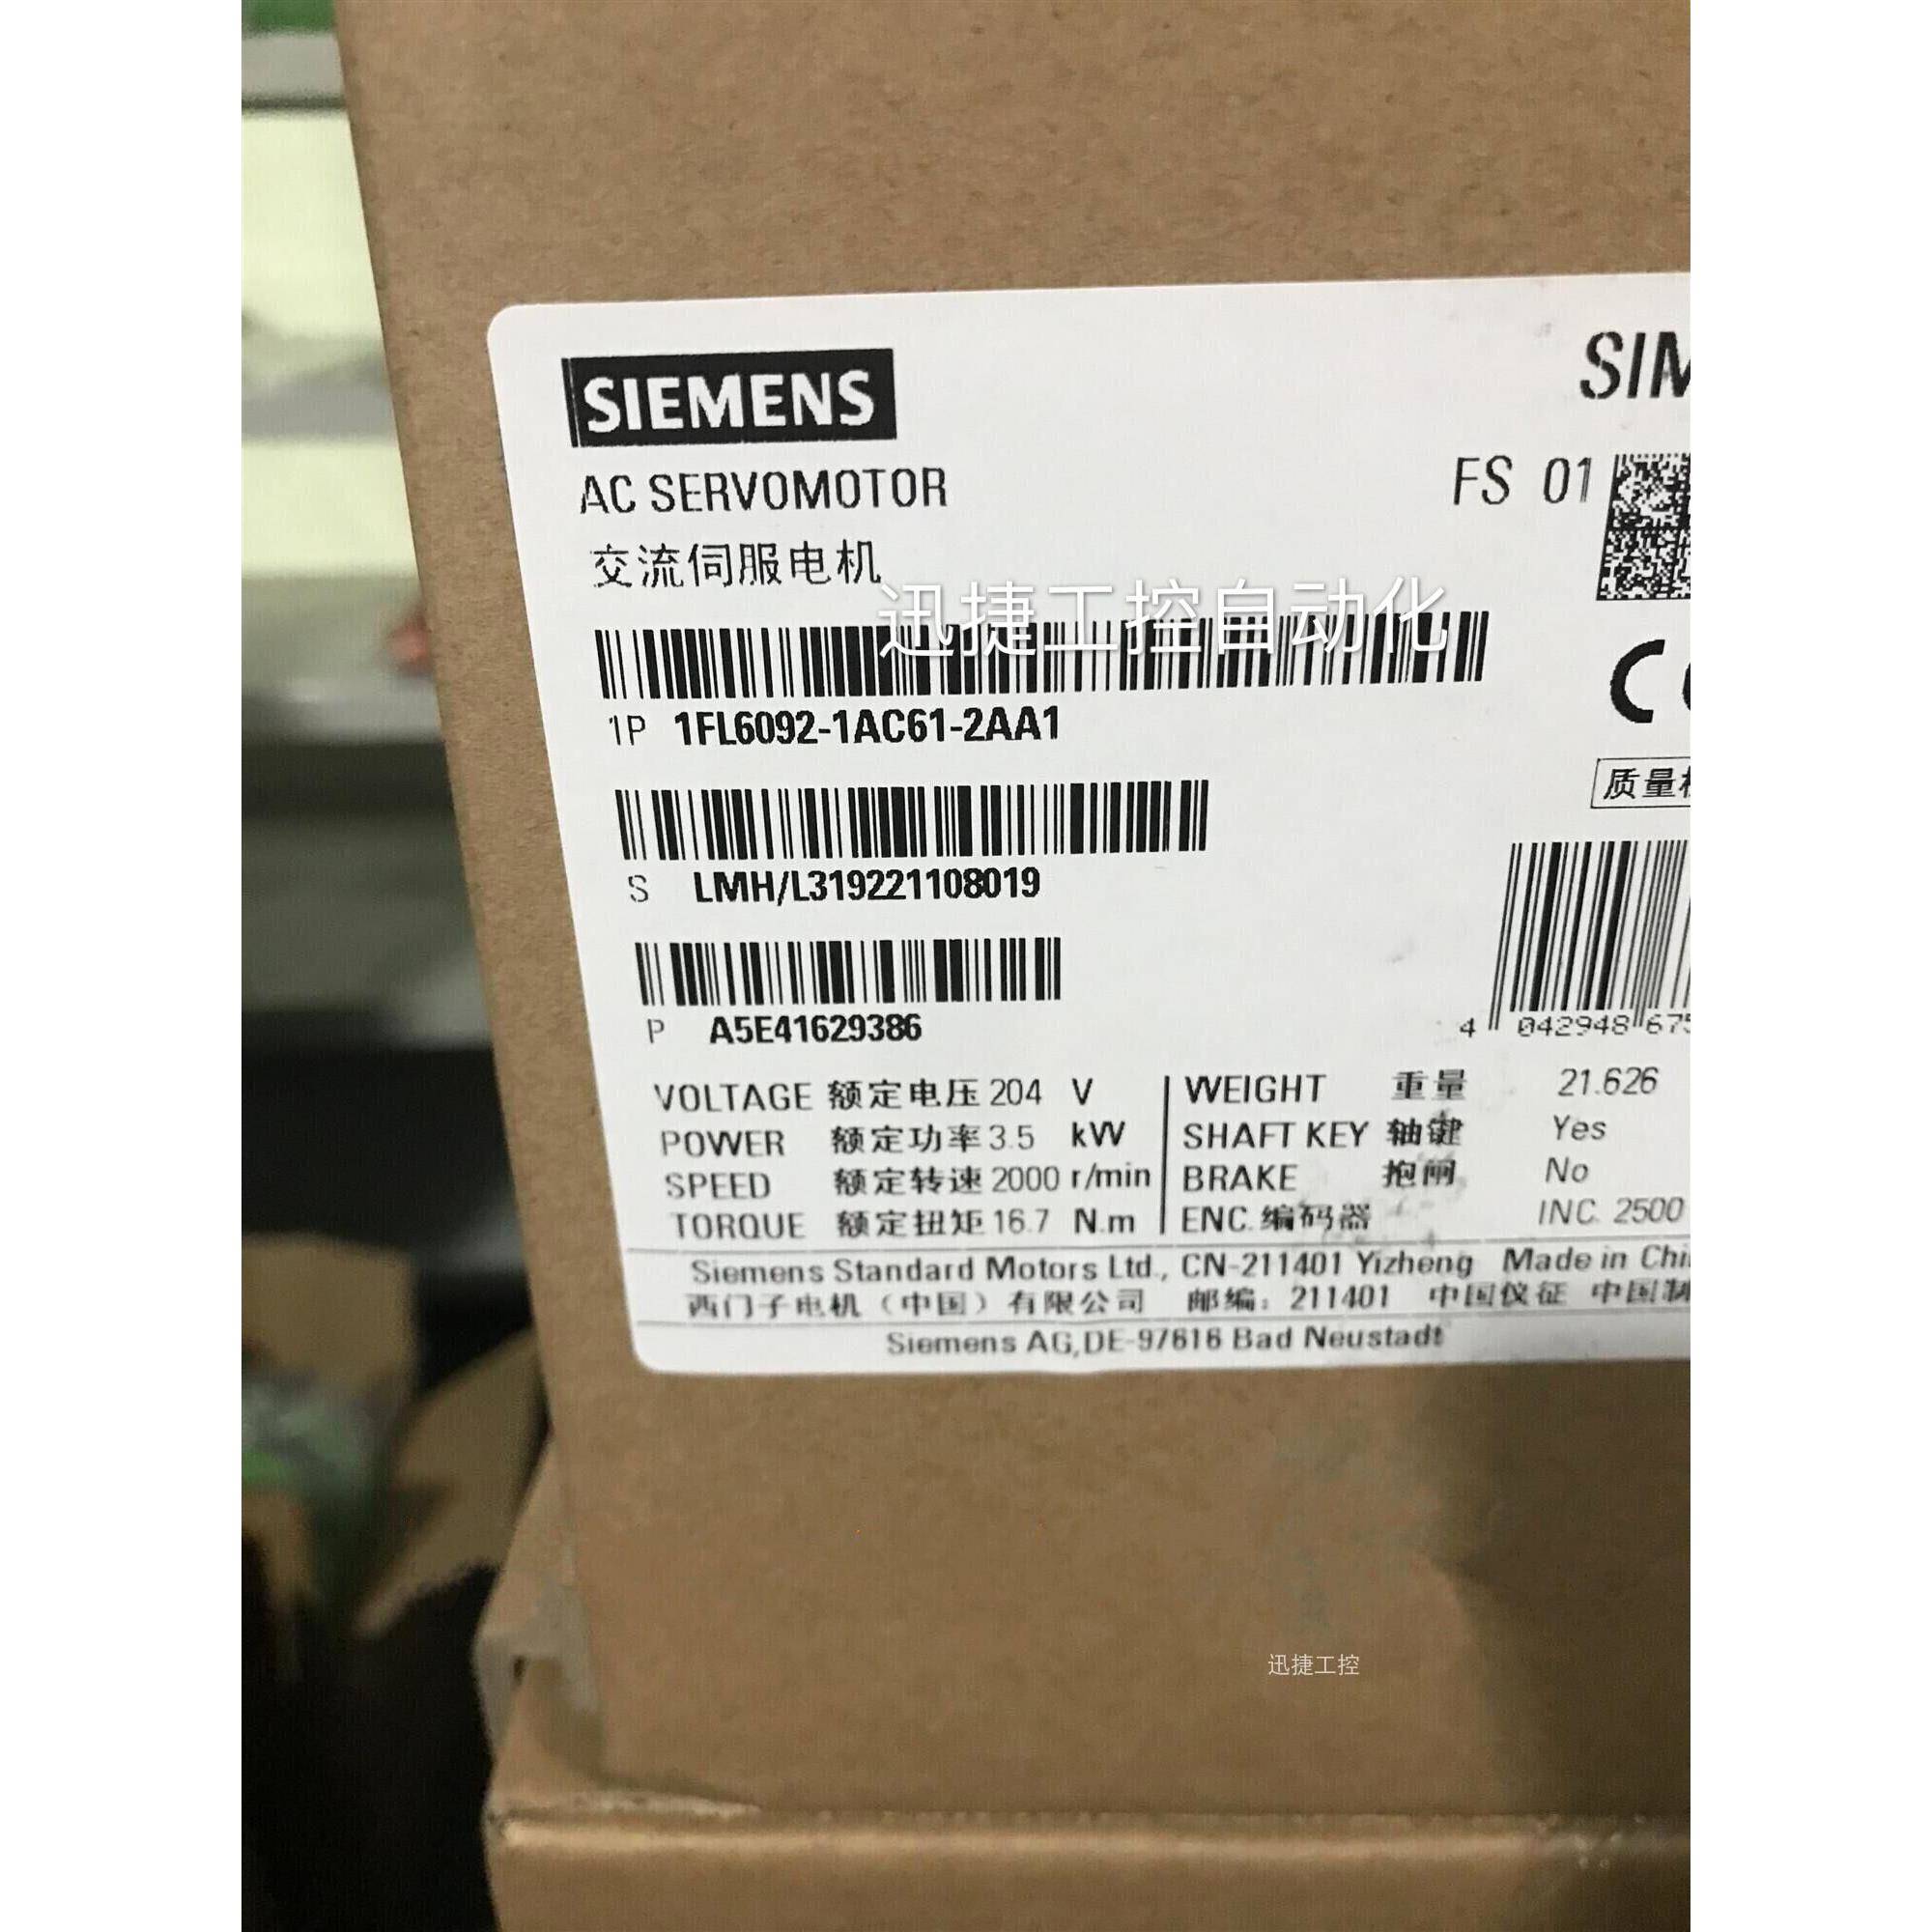 SIEMENS
SIM
AC SERVOMOTOR
FS 01
交流伺服电机
迅捷工控自动化
1P 1FL6092-1AC61-2AA1
质量
S LMH/L319221108019
P A5E41629386
4 042948 675
VOLTAGE 额定电压 204 V WEIGHT 重量 21.626
POWER 额定功率 3.5 kW SHAFT KEY 轴键 Yes
SPEED 额定转速 2000 r/min BRAKE 抱闸 No
TORQUE 额定扭矩 16.7 N.m ENC. 编码器 INC. 2500
Siemens Standard Motors Ltd., CN-211401 Yizheng Made in Chi
西门子电机（中国）有限公司 邮编：211401 中国仪征 中国制
Siemens AG,DE-97616 Bad Neustadt
迅捷工控